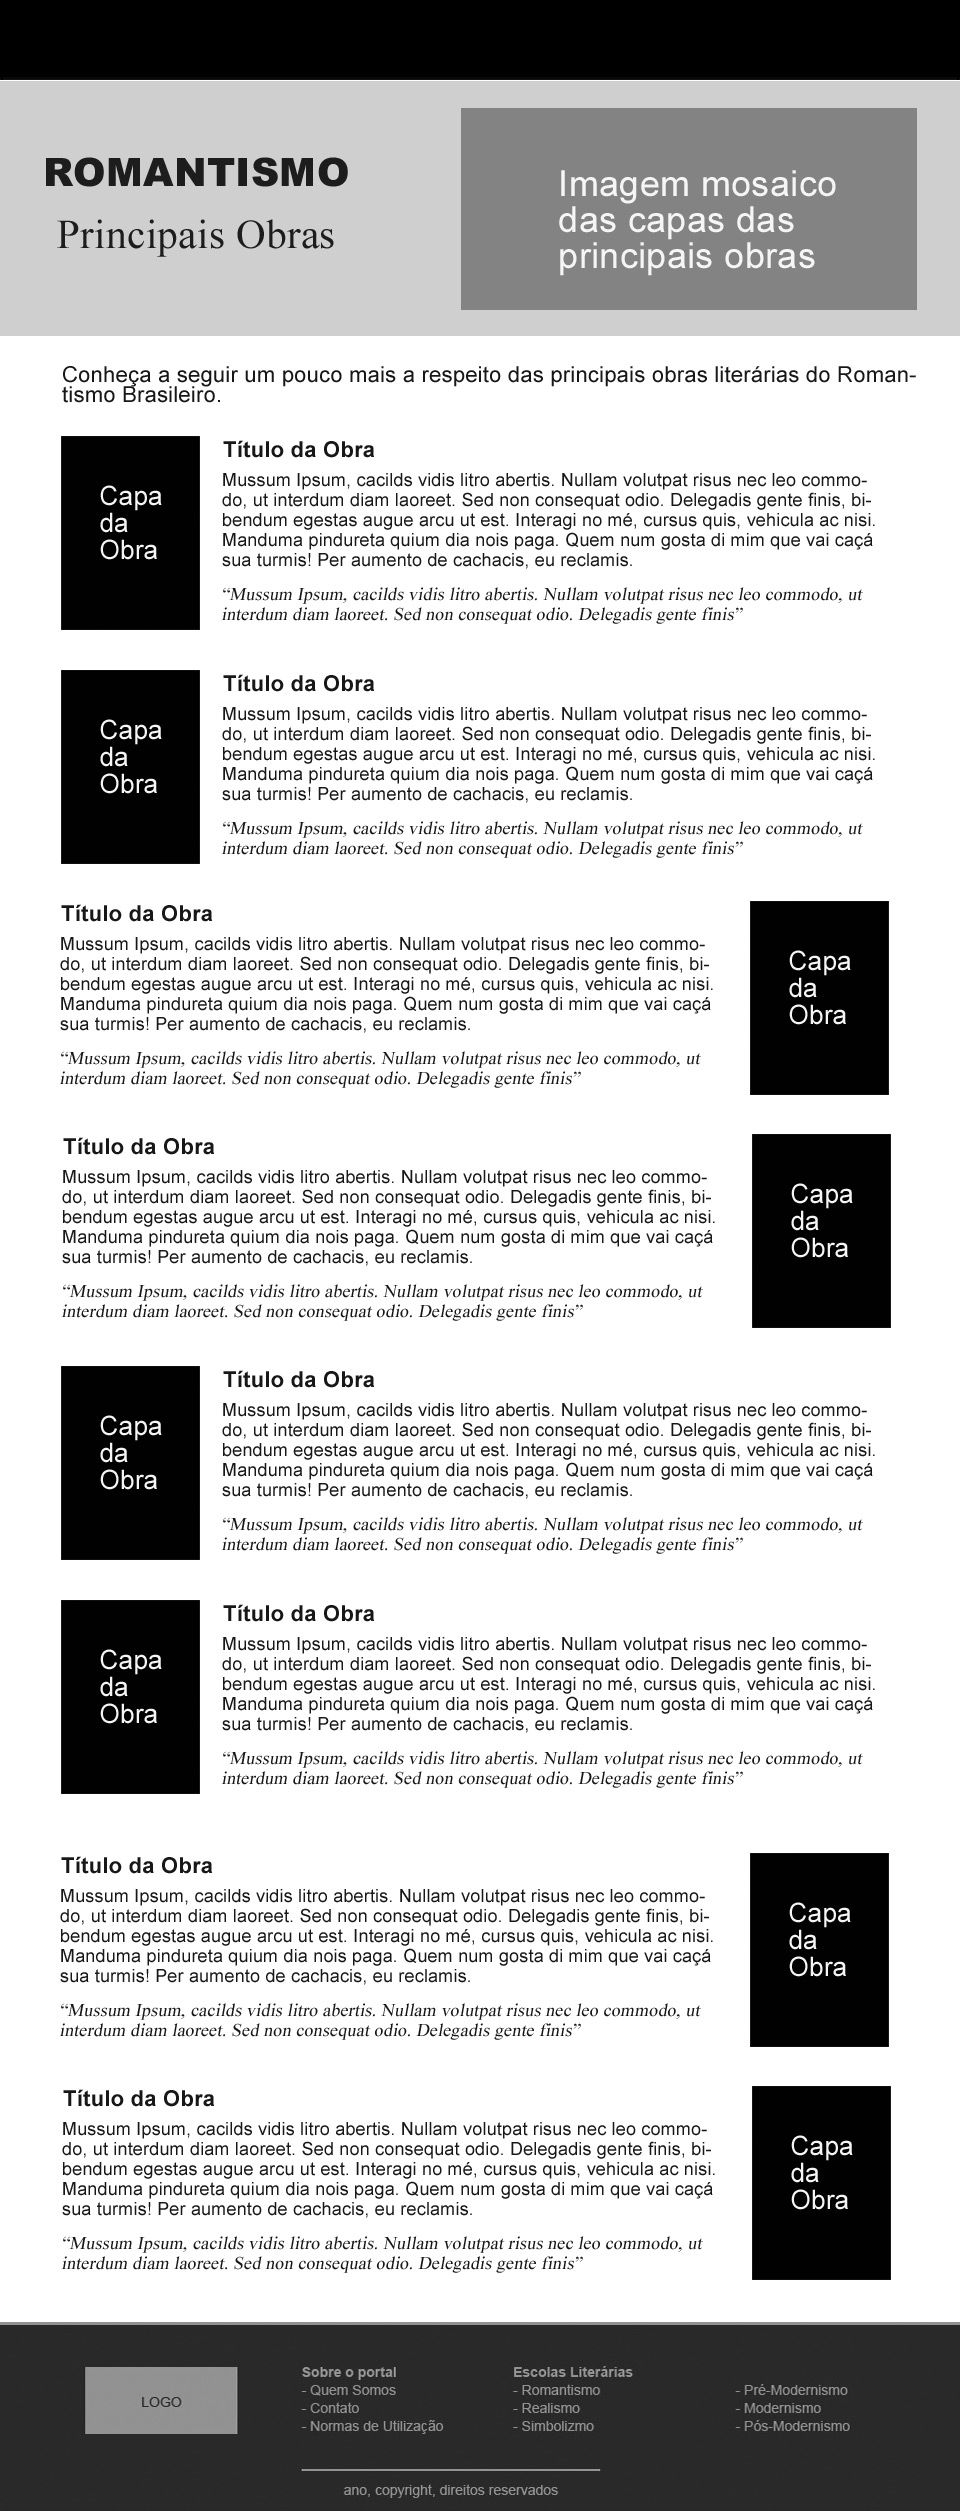 ROMANTISMO
Principais Obras
Imagem mosaico
das capas das
principais obras
Conheça a seguir um pouco mais a respeito das principais obras literárias do Roman-
tismo Brasileiro.
Capa
da
Obra
Título da Obra
Mussum Ipsum, cacilds vidis litro abertis. Nullam volutpat risus nec leo commo-
do, ut interdum diam laoreet. Sed non consequat odio. Delegadis gente finis, bi-
bendum egestas augue arcu ut est. Interagi no mé, cursus quis, vehicula ac nisi.
Manduma pindureta quium dia nois paga. Quem num gosta di mim que vai caçá
sua turmis! Per aumento de cachacis, eu reclamis.
“Mussum Ipsum, cacilds vidis litro abertis. Nullam volutpat risus nec leo commodo, ut
interdum diam laoreet. Sed non consequat odio. Delegadis gente finis”
Capa
da
Obra
Título da Obra
Mussum Ipsum, cacilds vidis litro abertis. Nullam volutpat risus nec leo commo-
do, ut interdum diam laoreet. Sed non consequat odio. Delegadis gente finis, bi-
bendum egestas augue arcu ut est. Interagi no mé, cursus quis, vehicula ac nisi.
Manduma pindureta quium dia nois paga. Quem num gosta di mim que vai caçá
sua turmis! Per aumento de cachacis, eu reclamis.
“Mussum Ipsum, cacilds vidis litro abertis. Nullam volutpat risus nec leo commodo, ut
interdum diam laoreet. Sed non consequat odio. Delegadis gente finis”
Título da Obra
Mussum Ipsum, cacilds vidis litro abertis. Nullam volutpat risus nec leo commo-
do, ut interdum diam laoreet. Sed non consequat odio. Delegadis gente finis, bi-
bendum egestas augue arcu ut est. Interagi no mé, cursus quis, vehicula ac nisi.
Manduma pindureta quium dia nois paga. Quem num gosta di mim que vai caçá
sua turmis! Per aumento de cachacis, eu reclamis.
“Mussum Ipsum, cacilds vidis litro abertis. Nullam volutpat risus nec leo commodo, ut
interdum diam laoreet. Sed non consequat odio. Delegadis gente finis”
Capa
da
Obra
Título da Obra
Mussum Ipsum, cacilds vidis litro abertis. Nullam volutpat risus nec leo commo-
do, ut interdum diam laoreet. Sed non consequat odio. Delegadis gente finis, bi-
bendum egestas augue arcu ut est. Interagi no mé, cursus quis, vehicula ac nisi.
Manduma pindureta quium dia nois paga. Quem num gosta di mim que vai caçá
sua turmis! Per aumento de cachacis, eu reclamis.
“Mussum Ipsum, cacilds vidis litro abertis. Nullam volutpat risus nec leo commodo, ut
interdum diam laoreet. Sed non consequat odio. Delegadis gente finis”
Capa
da
Obra
Capa
da
Obra
Título da Obra
Mussum Ipsum, cacilds vidis litro abertis. Nullam volutpat risus nec leo commo-
do, ut interdum diam laoreet. Sed non consequat odio. Delegadis gente finis, bi-
bendum egestas augue arcu ut est. Interagi no mé, cursus quis, vehicula ac nisi.
Manduma pindureta quium dia nois paga. Quem num gosta di mim que vai caçá
sua turmis! Per aumento de cachacis, eu reclamis.
“Mussum Ipsum, cacilds vidis litro abertis. Nullam volutpat risus nec leo commodo, ut
interdum diam laoreet. Sed non consequat odio. Delegadis gente finis”
Capa
da
Obra
Título da Obra
Mussum Ipsum, cacilds vidis litro abertis. Nullam volutpat risus nec leo commo-
do, ut interdum diam laoreet. Sed non consequat odio. Delegadis gente finis, bi-
bendum egestas augue arcu ut est. Interagi no mé, cursus quis, vehicula ac nisi.
Manduma pindureta quium dia nois paga. Quem num gosta di mim que vai caçá
sua turmis! Per aumento de cachacis, eu reclamis.
“Mussum Ipsum, cacilds vidis litro abertis. Nullam volutpat risus nec leo commodo, ut
interdum diam laoreet. Sed non consequat odio. Delegadis gente finis”
Título da Obra
Mussum Ipsum, cacilds vidis litro abertis. Nullam volutpat risus nec leo commo-
do, ut interdum diam laoreet. Sed non consequat odio. Delegadis gente finis, bi-
bendum egestas augue arcu ut est. Interagi no mé, cursus quis, vehicula ac nisi.
Manduma pindureta quium dia nois paga. Quem num gosta di mim que vai caçá
sua turmis! Per aumento de cachacis, eu reclamis.
“Mussum Ipsum, cacilds vidis litro abertis. Nullam volutpat risus nec leo commodo, ut
interdum diam laoreet. Sed non consequat odio. Delegadis gente finis”
Capa
da
Obra
Título da Obra
Mussum Ipsum, cacilds vidis litro abertis. Nullam volutpat risus nec leo commo-
do, ut interdum diam laoreet. Sed non consequat odio. Delegadis gente finis, bi-
bendum egestas augue arcu ut est. Interagi no mé, cursus quis, vehicula ac nisi.
Manduma pindureta quium dia nois paga. Quem num gosta di mim que vai caçá
sua turmis! Per aumento de cachacis, eu reclamis.
“Mussum Ipsum, cacilds vidis litro abertis. Nullam volutpat risus nec leo commodo, ut
interdum diam laoreet. Sed non consequat odio. Delegadis gente finis”
Capa
da
Obra
LOGO
Sobre o portal
- Quem Somos
- Contato
- Normas de Utilização
Escolas Literárias
- Romantismo
- Realismo
- Simbolizmo
- Pré-Modernismo
- Modernismo
- Pós-Modernismo
ano, copyright, direitos reservados